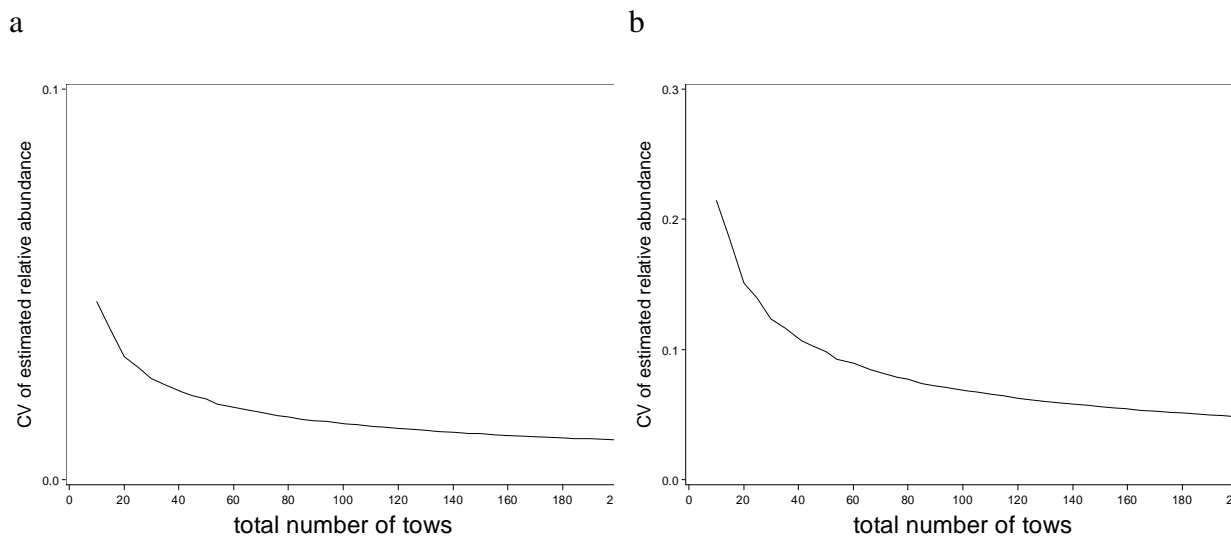 a
b
0.1
CV of estimated relative abundance
0.0
0 20 40 60 80 100 120 140 160 180 2
total number of tows
0.3
0.2
0.1
0.0
CV of estimated relative abundance
0 20 40 60 80 100 120 140 160 180 2
total number of tows